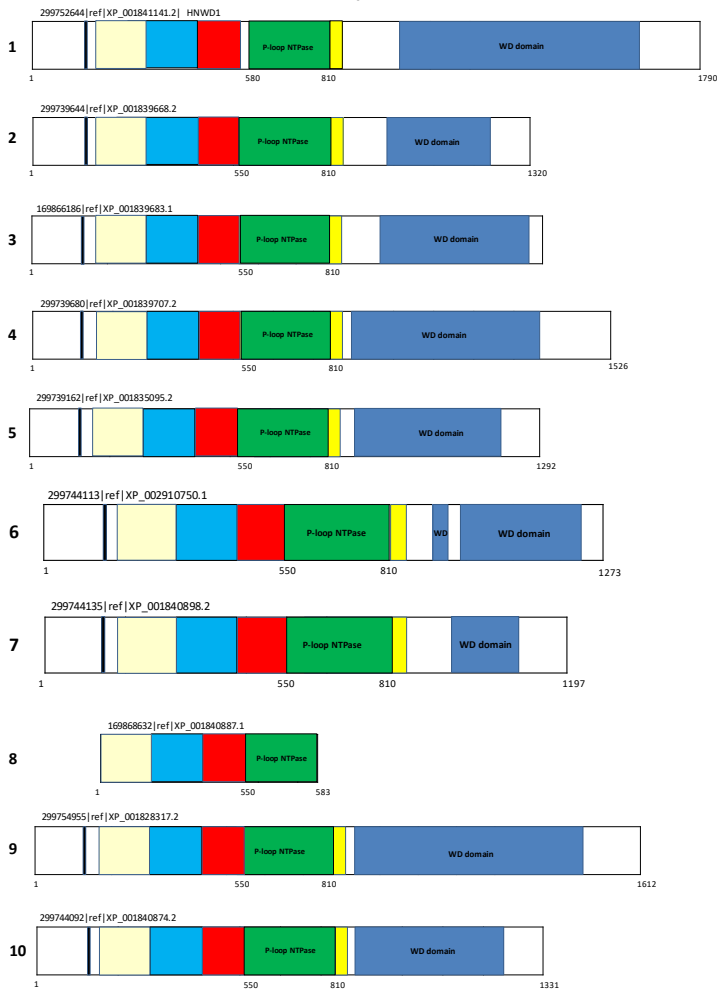 299752644|ref|XP_001841141.2| HNWD1
1 P-loop NTPase WD domain
1 580 810 1790
299739644|ref|XP_001839668.2
2 P-loop NTPase WD domain
1 550 810 1320
169866186|ref|XP_001839683.1
3 P-loop NTPase WD domain
1 550 810
299739680|ref|XP_001839707.2
4 P-loop NTPase WD domain
1 550 810 1526
299739162|ref|XP_001835095.2
5 P-loop NTPase WD domain
1 550 810 1292
299744113|ref|XP_002910750.1
6 P-loop NTPase WD WD domain
1 550 810 1273
299744135|ref|XP_001840898.2
7 P-loop NTPase WD domain
1 550 810 1197
169868632|ref|XP_001840887.1
8 P-loop NTPase
1 550 583
299754955|ref|XP_001828317.2
9 P-loop NTPase WD domain
1 550 810 1612
299744092|ref|XP_001840874.2
10 P-loop NTPase WD domain
1 550 810 1331